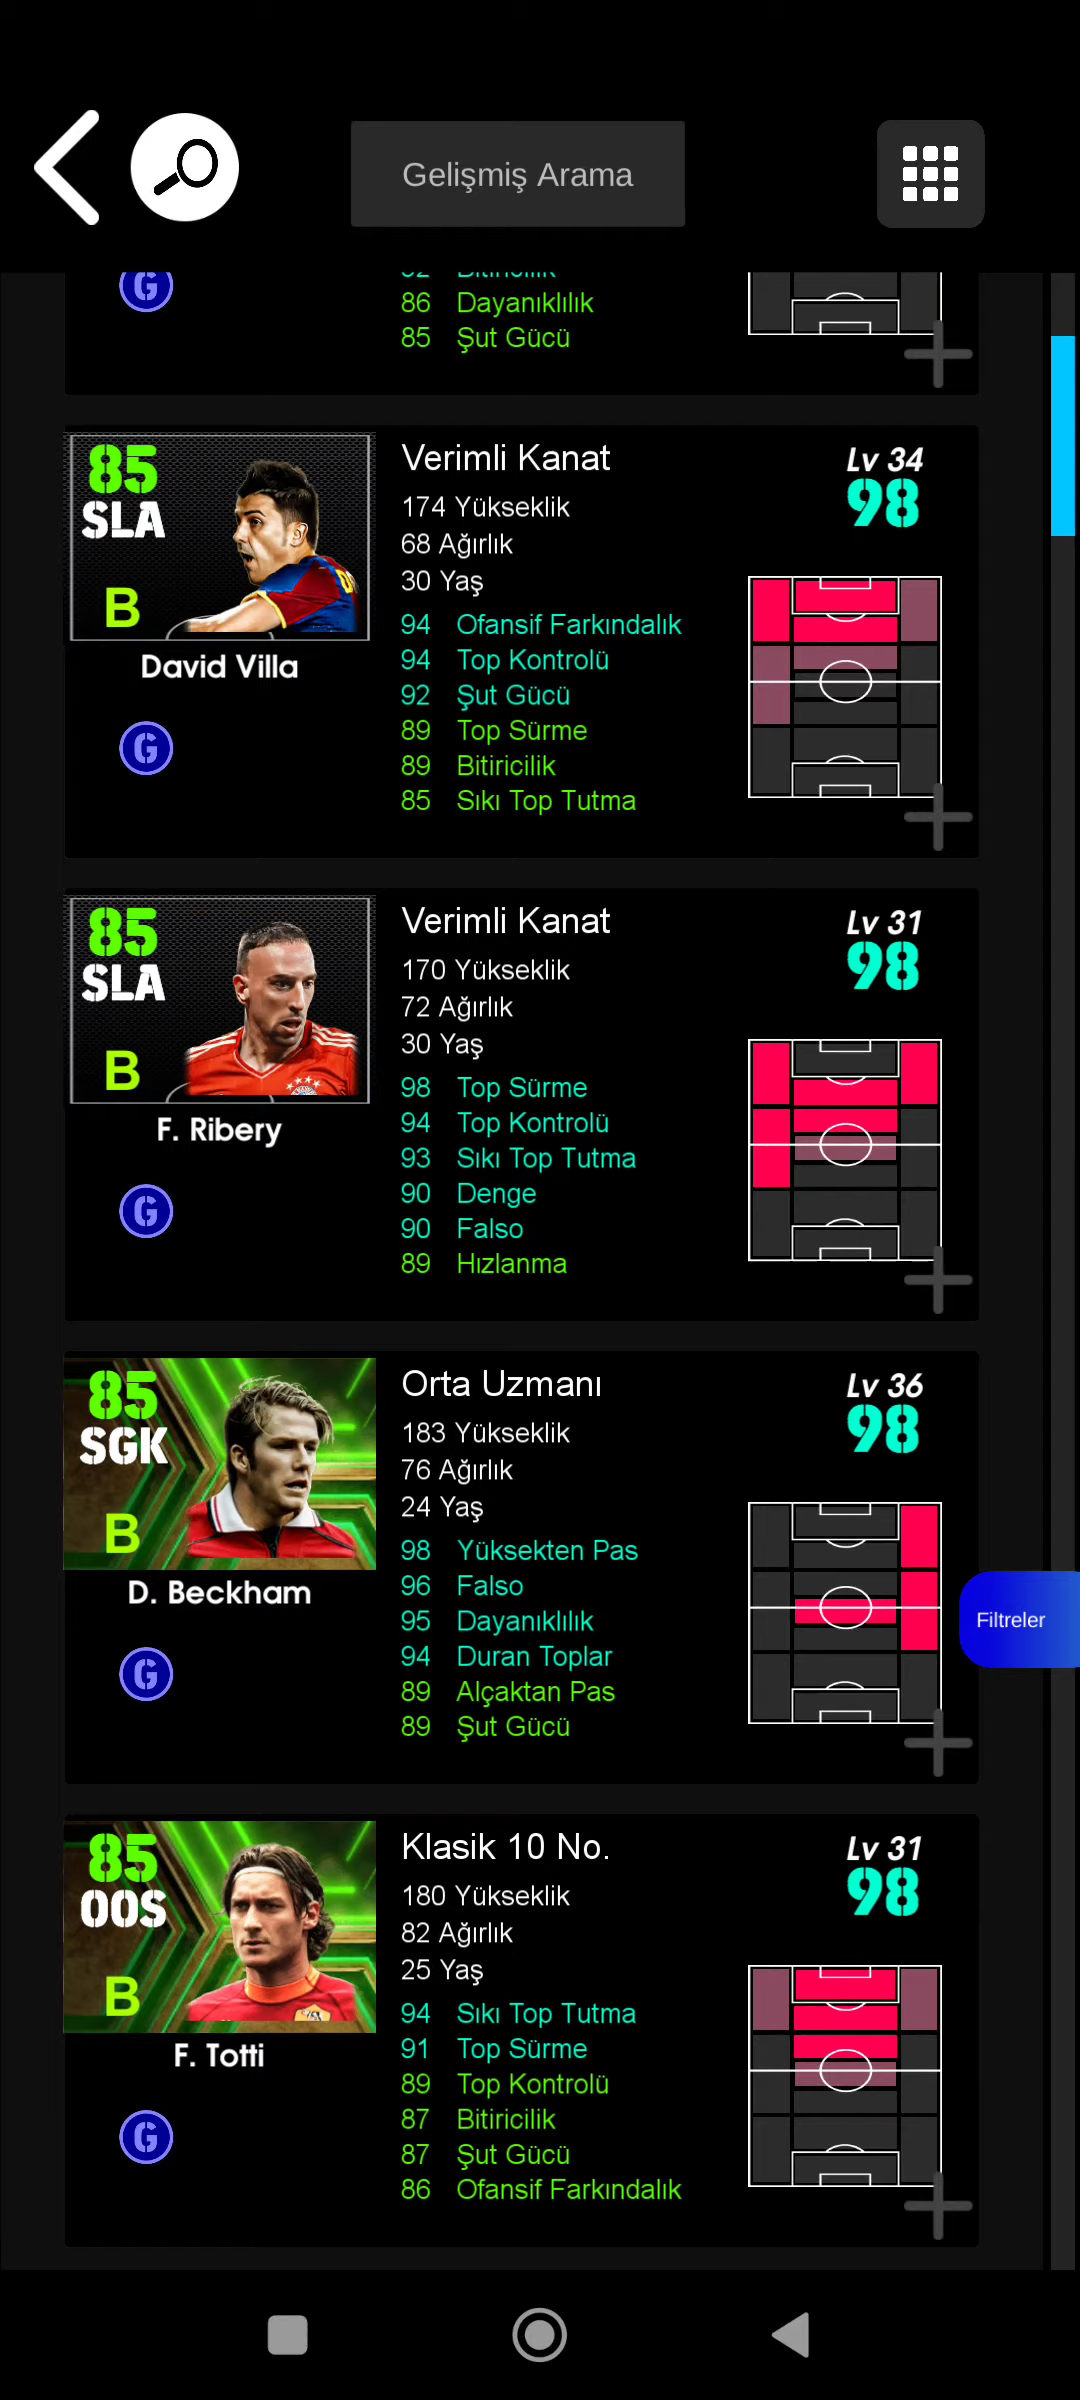 Gelişmiş Arama
92 Bitiricilik
86 Dayanıklılık
85 Şut Gücü
G
85
SLA
B
David Villa
G
Verimli Kanat
174 Yükseklik
68 Ağırlık
30 Yaş
94 Ofansif Farkındalık
94 Top Kontrolü
92 Şut Gücü
89 Top Sürme
89 Bitiricilik
85 Sıkı Top Tutma
Lv 34
98
85
SLA
B
F. Ribery
G
Verimli Kanat
170 Yükseklik
72 Ağırlık
30 Yaş
98 Top Sürme
94 Top Kontrolü
93 Sıkı Top Tutma
90 Denge
90 Falso
89 Hızlanma
Lv 31
98
85
SGK
B
D. Beckham
G
Orta Uzmanı
183 Yükseklik
76 Ağırlık
24 Yaş
98 Yüksekten Pas
96 Falso
95 Dayanıklılık
94 Duran Toplar
89 Alçaktan Pas
89 Şut Gücü
Lv 36
98
Filtreler
85
OOS
B
F. Totti
G
Klasik 10 No.
180 Yükseklik
82 Ağırlık
25 Yaş
94 Sıkı Top Tutma
91 Top Sürme
89 Top Kontrolü
87 Bitiricilik
87 Şut Gücü
86 Ofansif Farkındalık
Lv 31
98